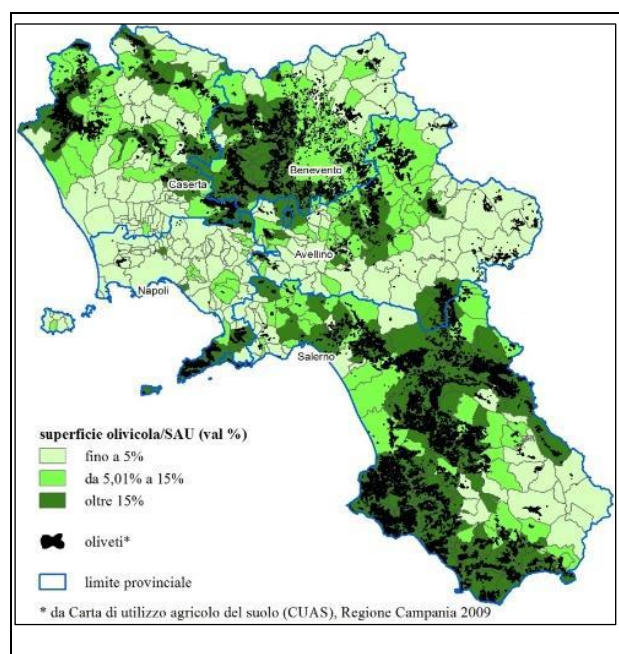 Benevento
Caserta
Avellino
Napoli
Salerno
superficie olivicola/SAU (val %)
fino a 5%
da 5,01% a 15%
oltre 15%
oliveti*
limite provinciale
* da Carta di utilizzo agricolo del suolo (CUAS), Regione Campania 2009